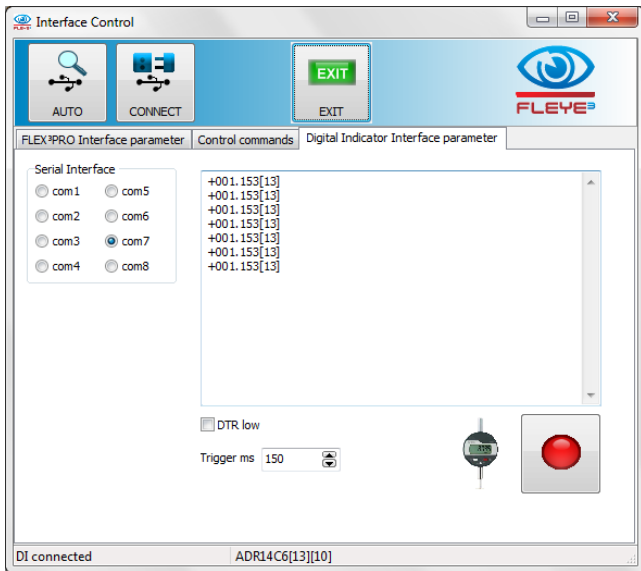 Interface Control
AUTO
CONNECT
EXIT
EXIT
FLEYE³
FLEX³PRO Interface parameter
Control commands
Digital Indicator Interface parameter
Serial Interface
com1
com5
com2
com6
com3
com7
com4
com8
+001.153[13]
+001.153[13]
+001.153[13]
+001.153[13]
+001.153[13]
+001.153[13]
+001.153[13]
DTR low
Trigger ms
150
DI connected
ADR14C6[13][10]